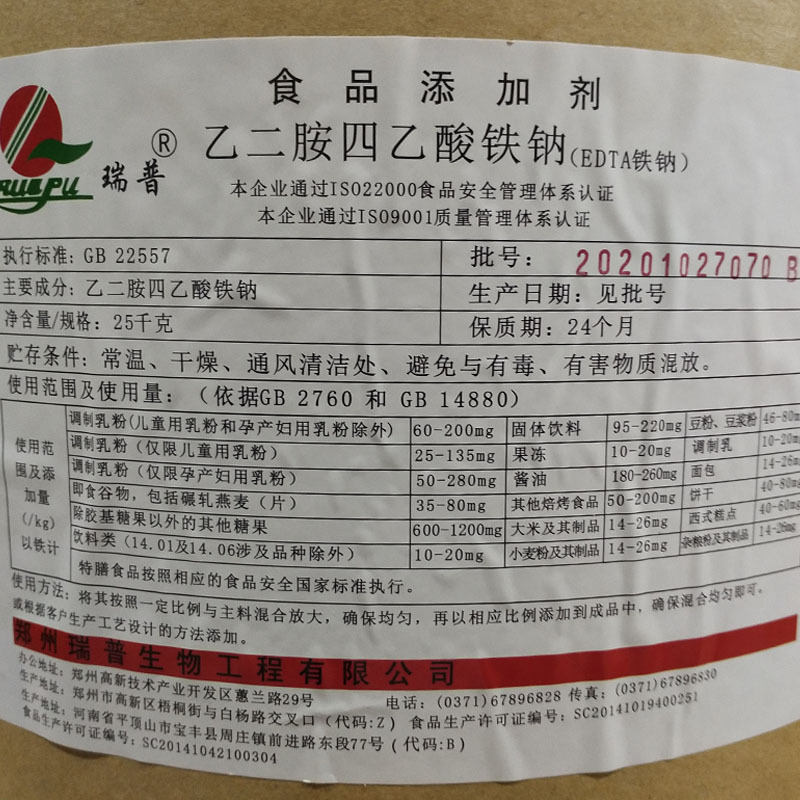 食品添加剂
RUIPU
瑞普
®
乙二胺四乙酸铁钠(EDTA铁钠)
本企业通过ISO22000食品安全管理体系认证
本企业通过ISO9001质量管理体系认证
执行标准: GB 22557
批号: 20201027070 B
主要成分: 乙二胺四乙酸铁钠
生产日期: 见批号
净含量/规格: 25千克
保质期: 24个月
贮存条件: 常温、干燥、通风清洁处、避免与有毒、有害物质混放。
使用范围及使用量: (依据GB 2760 和 GB 14880)
使用范围及添加量(/kg)以铁计
调制乳粉(儿童用乳粉和孕产妇用乳粉除外) 60-200mg 固体饮料 95-220mg 豆粉、豆浆粉 46-80m
调制乳粉(仅限儿童用乳粉) 25-135mg 果冻 10-20mg 调制乳 10-20m
调制乳粉(仅限孕产妇用乳粉) 50-280mg 酱油 180-260mg 面包 14-26m
即食谷物,包括碾轧燕麦(片) 35-80mg 其他焙烤食品 50-200mg 饼干 40-80m
除胶基糖果以外的其他糖果 600-1200mg 大米及其制品 14-26mg 西式糕点 40-60m
饮料类(14.01及14.06涉及品种除外) 10-20mg 小麦粉及其制品 14-26mg 杂粮粉及其制品 14-26mg
特膳食品按照相应的食品安全国家标准执行。
使用方法: 将其按照一定比例与主料混合放大,确保均匀,再以相应比例添加到成品中,确保混合均匀即可。
或根据客户生产工艺设计的方法添加。
郑州瑞普生物工程有限公司
办公地址: 郑州高新技术产业开发区蕙兰路29号 电话: (0371)67896828 传真: (0371)67896830
生产地址: 郑州市高新区梧桐街与白杨路交叉口 (代码:Z) 食品生产许可证编号: SC20141019400251
生产地址: 河南省平顶山市宝丰县周庄镇前进路东段77号 (代码:B)
食品生产许可证编号: SC20141042100304